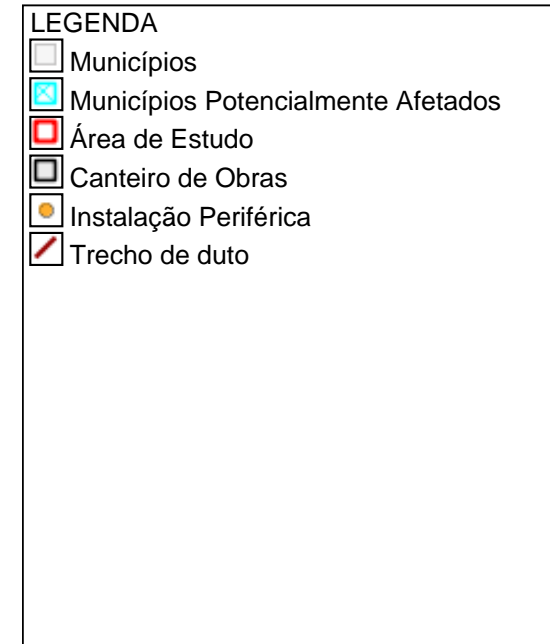 LEGENDA
Municípios
Municípios Potencialmente Afetados
Área de Estudo
Canteiro de Obras
Instalação Periférica
Trecho de duto